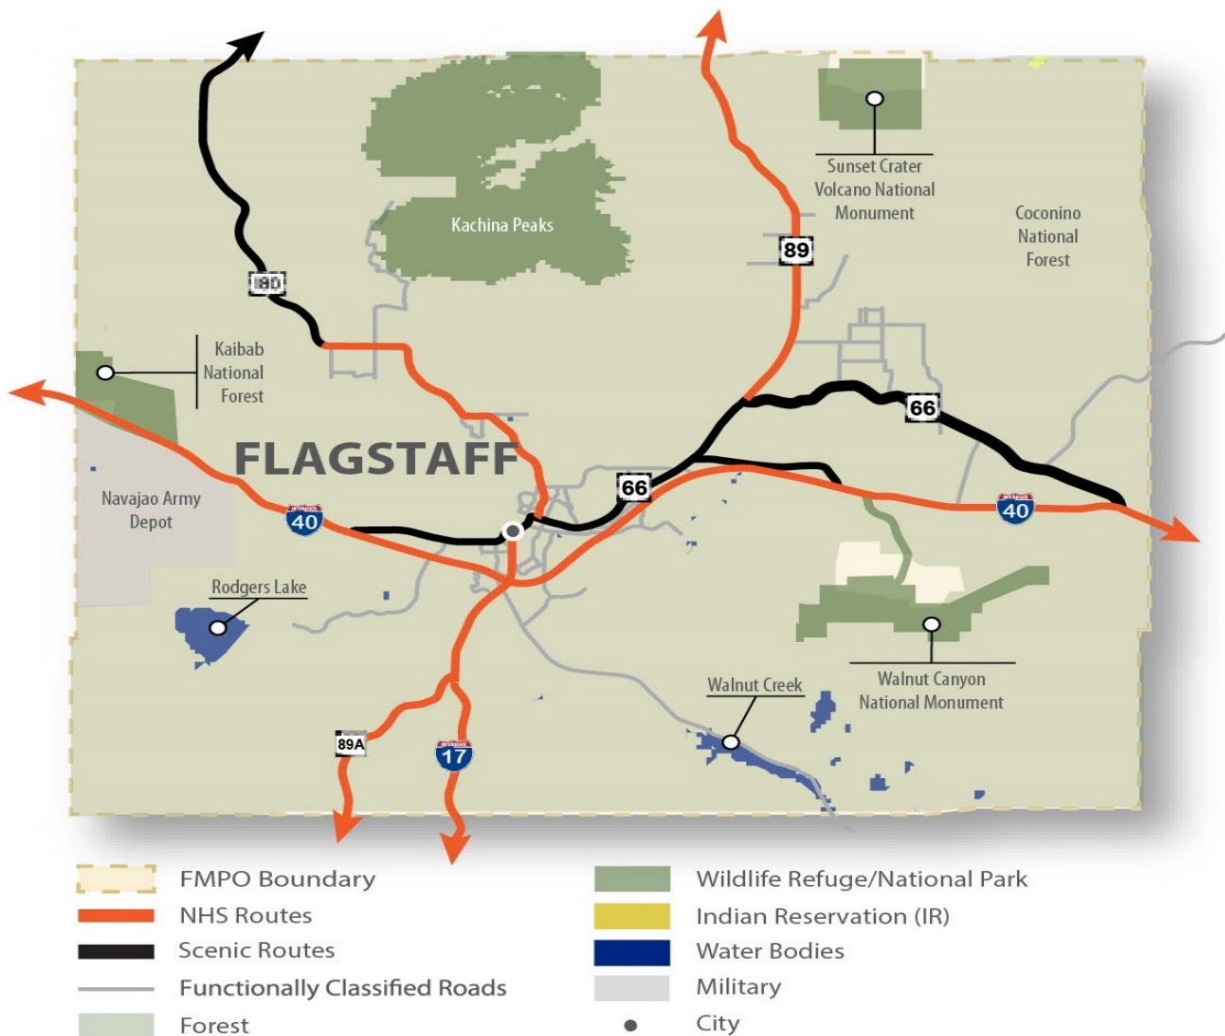 Sunset Crater
Volcano National
Monument
Kachina Peaks
Coconino
National
Forest
89
Kaibab
National
Forest
66
FLAGSTAFF
66
Navajao Army
Depot
40
40
Rodgers Lake
Walnut Creek
Walnut Canyon
National Monument
89A
17
FMPO Boundary
NHS Routes
Scenic Routes
Functionally Classified Roads
Forest
Wildlife Refuge/National Park
Indian Reservation (IR)
Water Bodies
Military
City